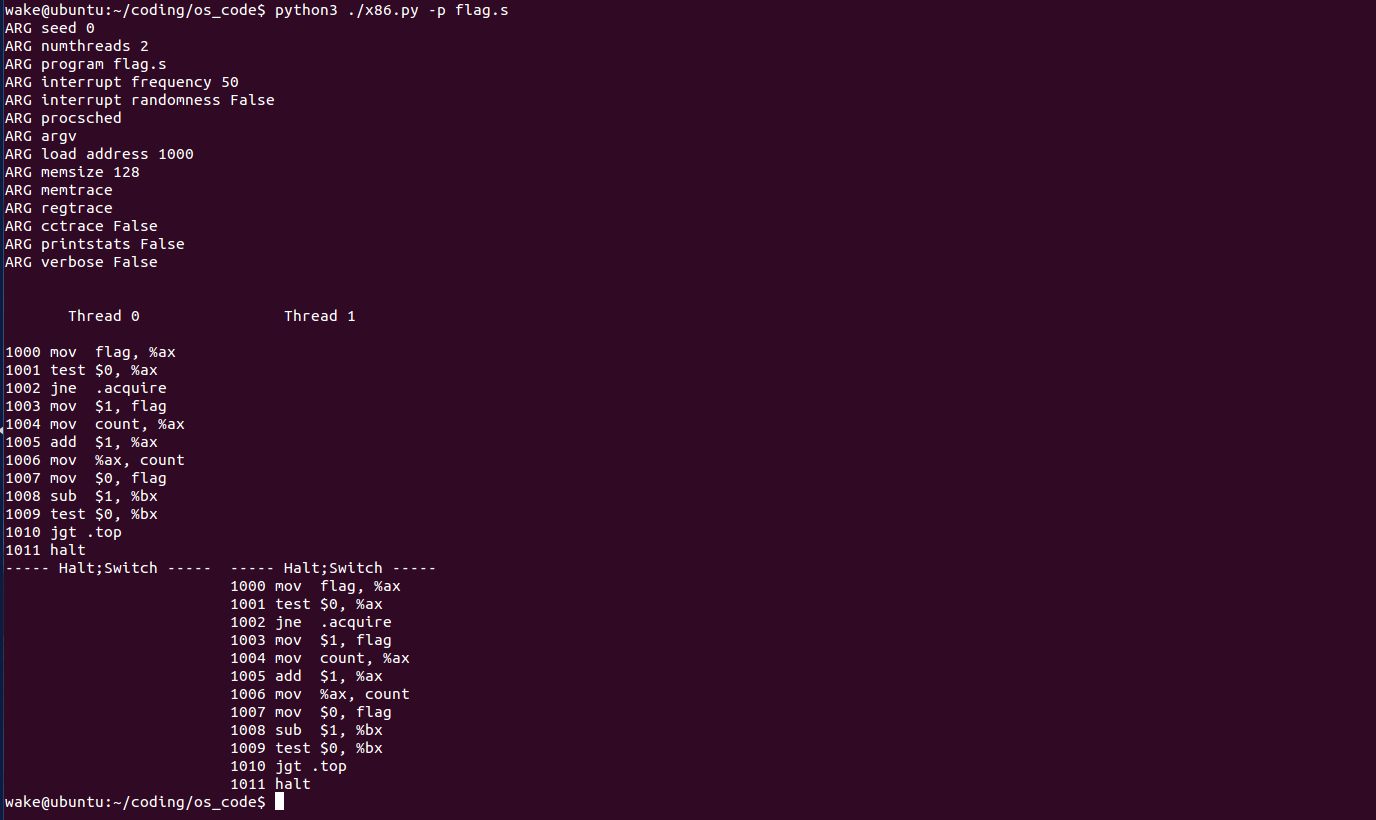 wake@ubuntu:~/coding/os_code$ python3 ./x86.py -p flag.s
ARG seed 0
ARG numthreads 2
ARG program flag.s
ARG interrupt frequency 50
ARG interrupt randomness False
ARG procsched
ARG argv
ARG load address 1000
ARG memsize 128
ARG memtrace
ARG regtrace
ARG cctrace False
ARG printstats False
ARG verbose False
Thread 0 Thread 1
1000 mov flag, %ax
1001 test $0, %ax
1002 jne .acquire
1003 mov $1, flag
1004 mov count, %ax
1005 add $1, %ax
1006 mov %ax, count
1007 mov $0, flag
1008 sub $1, %bx
1009 test $0, %bx
1010 jgt .top
1011 halt
----- Halt;Switch ----- ----- Halt;Switch -----
1000 mov flag, %ax
1001 test $0, %ax
1002 jne .acquire
1003 mov $1, flag
1004 mov count, %ax
1005 add $1, %ax
1006 mov %ax, count
1007 mov $0, flag
1008 sub $1, %bx
1009 test $0, %bx
1010 jgt .top
1011 halt
wake@ubuntu:~/coding/os_code$